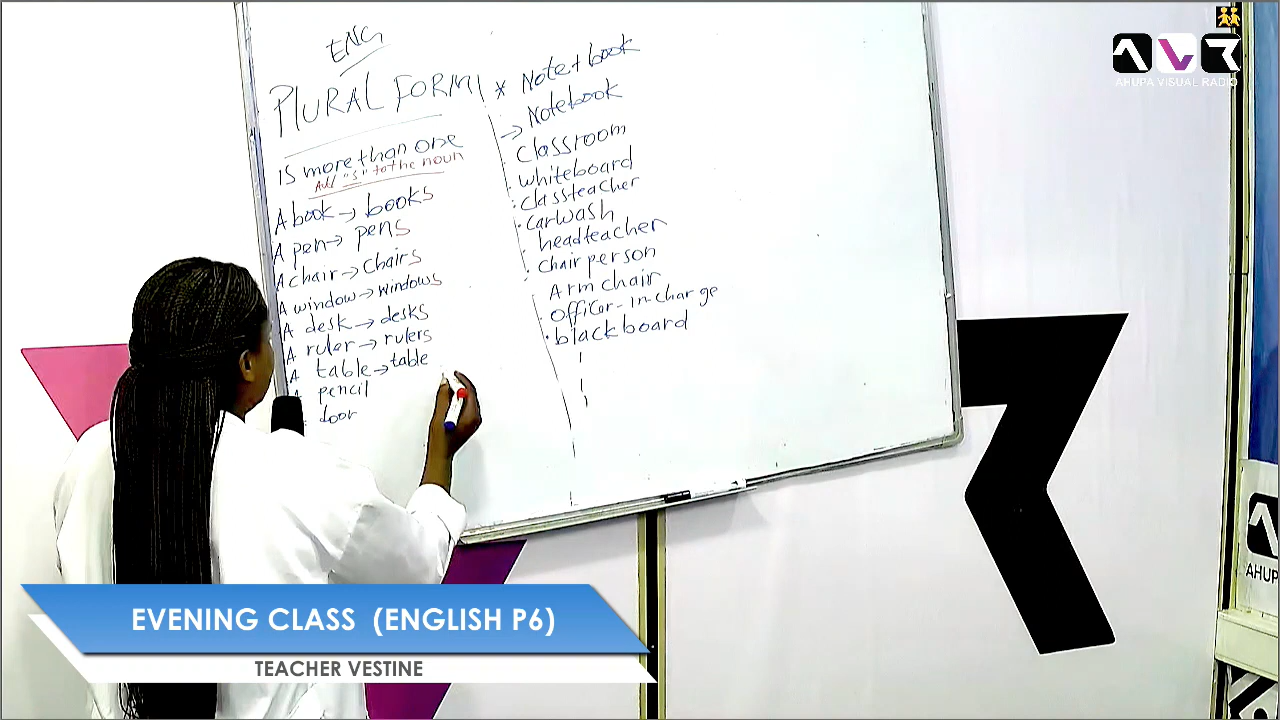 ENG
PLURAL FORM
is more than one
Add "s" to the noun
A book → books
A pen → pens
A chair → chairs
A window → windows
A desk → desks
A ruler → rulers
A table → table
A pencil
door
* Note + book
→ Notebook
· classroom
· whiteboard
· classteacher
· carwash
headteacher
· chairperson
Arm chair
· officer-in-charge
· blackboard
AHUPA VISUAL RADIO
AHUPA
EVENING CLASS (ENGLISH P6)
TEACHER VESTINE